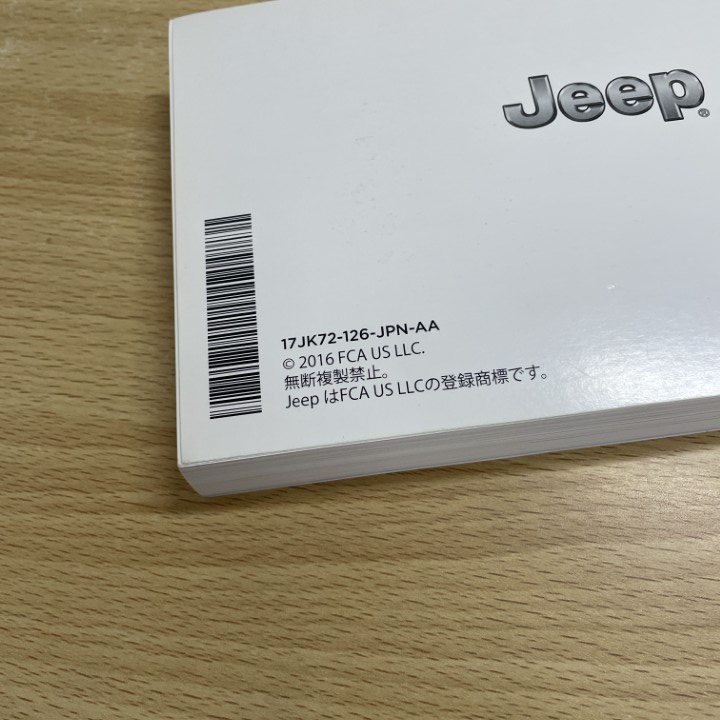 Jeep®
17JK72-126-JPN-AA
© 2016 FCA US LLC.
無断複製禁止。
Jeep はFCA US LLCの登録商標です。